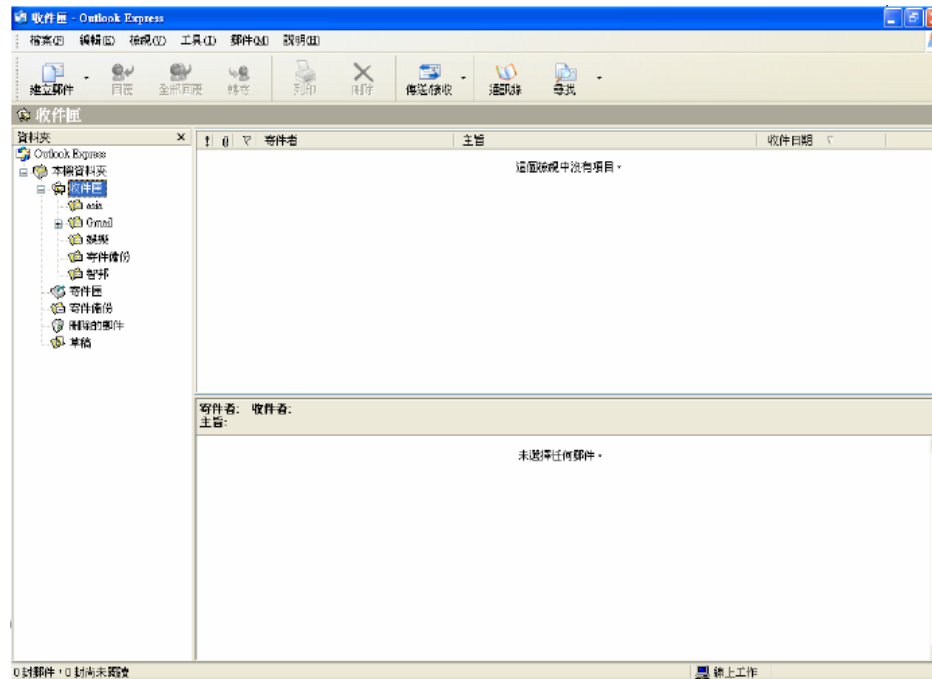 收件匣 - Outlook Express
檔案(F) 編輯(E) 檢視(V) 工具(T) 郵件(M) 說明(H)
建立郵件 回覆 全部回覆 轉寄 列印 刪除 傳送/接收 通訊錄 尋找
收件匣
資料夾 × ! 寄件者 主旨 收件日期
Outlook Express
這個檢視中沒有項目。
本機資料夾
收件匣
asia
Gmail
娛樂
寄件備份
智邦
寄件匣
寄件備份
刪除的郵件
草稿
寄件者: 收件者:
主旨:
未選擇任何郵件。
0 封郵件，0 封尚未閱讀 線上工作